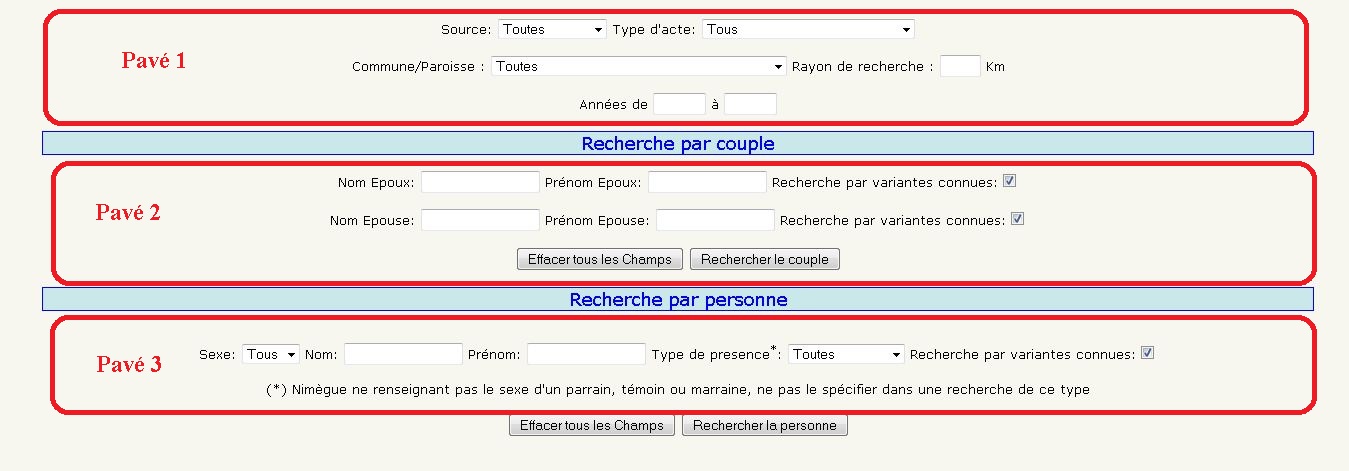 Source: Toutes Type d'acte: Tous
Pavé 1
Commune/Paroisse : Toutes Rayon de recherche : Km
Années de à
Recherche par couple
Nom Epoux: Prénom Epoux: Recherche par variantes connues:
Pavé 2
Nom Epouse: Prénom Epouse: Recherche par variantes connues:
Effacer tous les Champs Rechercher le couple
Recherche par personne
Pavé 3
Sexe: Tous Nom: Prénom: Type de presence*: Toutes Recherche par variantes connues:
(*) Nimègue ne renseignant pas le sexe d'un parrain, témoin ou marraine, ne pas le spécifier dans une recherche de ce type
Effacer tous les Champs Rechercher la personne